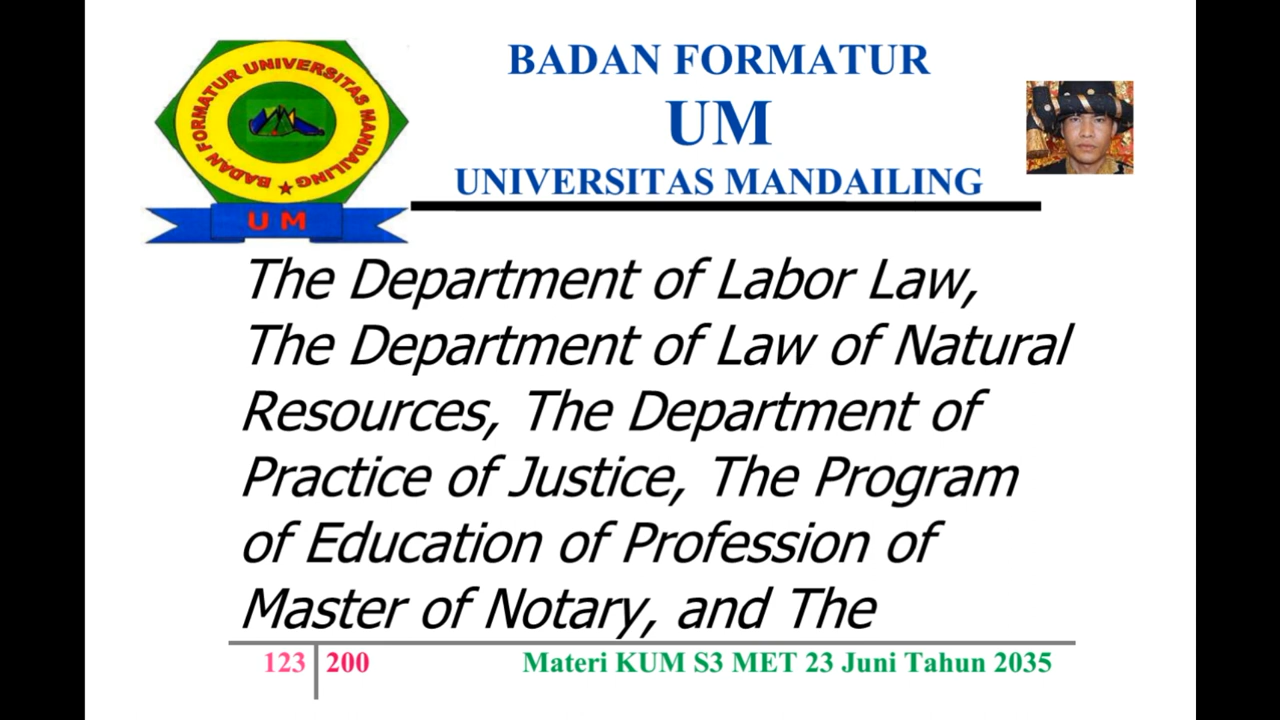 BADAN FORMATUR UNIVERSITAS MANDAILING
UM
BADAN FORMATUR
UM
UNIVERSITAS MANDAILING
The Department of Labor Law,
The Department of Law of Natural
Resources, The Department of
Practice of Justice, The Program
of Education of Profession of
Master of Notary, and The
123 200 Materi KUM S3 MET 23 Juni Tahun 2035